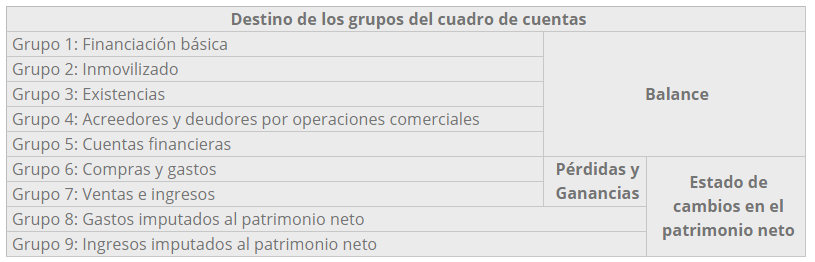 Destino de los grupos del cuadro de cuentas
Grupo 1: Financiación básica
Grupo 2: Inmovilizado
Grupo 3: Existencias
Grupo 4: Acreedores y deudores por operaciones comerciales
Grupo 5: Cuentas financieras
Balance
Grupo 6: Compras y gastos
Grupo 7: Ventas e ingresos
Pérdidas y
Ganancias
Grupo 8: Gastos imputados al patrimonio neto
Grupo 9: Ingresos imputados al patrimonio neto
Estado de
cambios en el
patrimonio neto